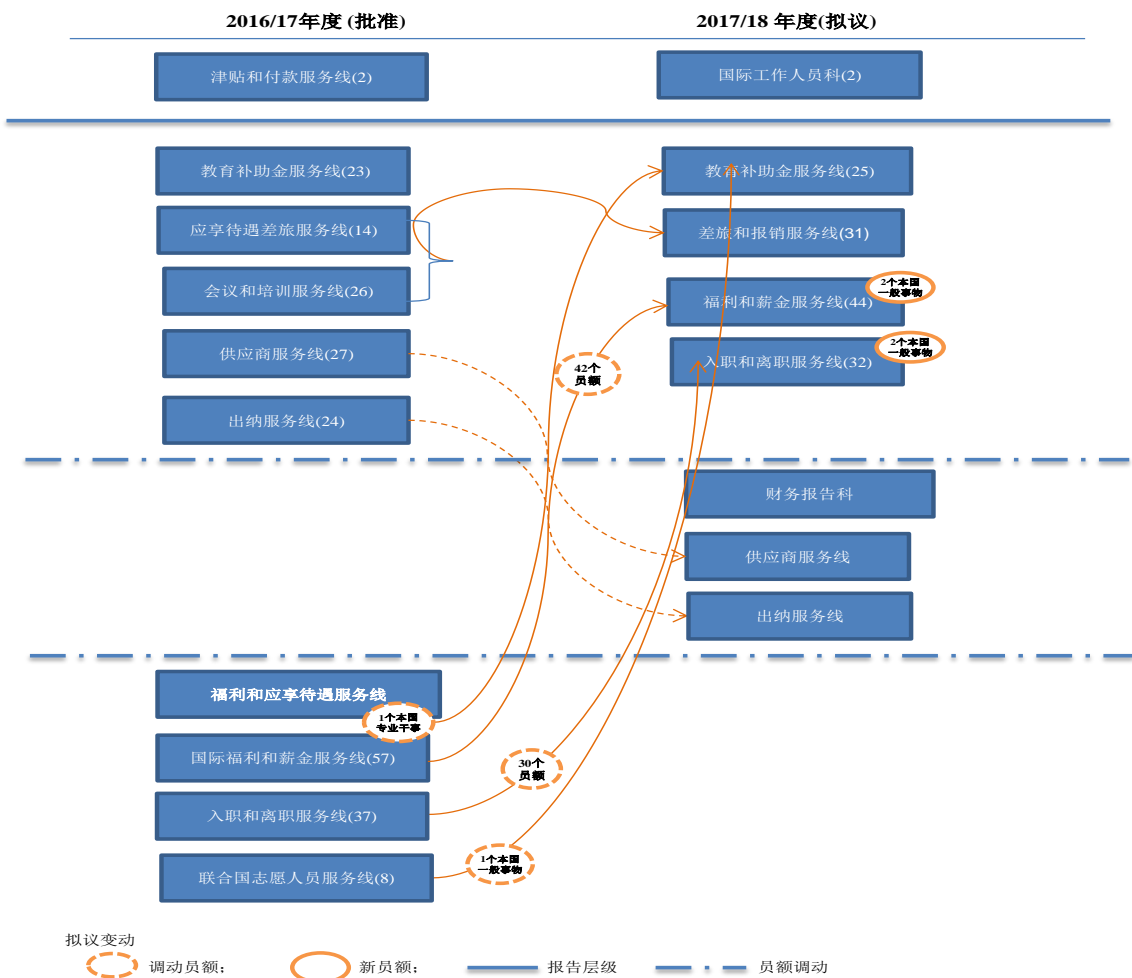 2016/17年度 (批准)
2017/18 年度(拟议)
津贴和付款服务线(2)
国际工作人员科(2)
教育补助金服务线(23)
教育补助金服务线(25)
应享待遇差旅服务线(14)
差旅和报销服务线(31)
会议和培训服务线(26)
福利和薪金服务线(44)
2个本国
一般事物
供应商服务线(27)
42个
员额
入职和离职服务线(32)
2个本国
一般事物
出纳服务线(24)
财务报告科
供应商服务线
出纳服务线
福利和应享待遇服务线
1个本国
专业干事
国际福利和薪金服务线(57)
30个
员额
入职和离职服务线(37)
1个本国
一般事物
联合国志愿人员服务线(8)
拟议变动
调动员额;
新员额;
报告层级
员额调动